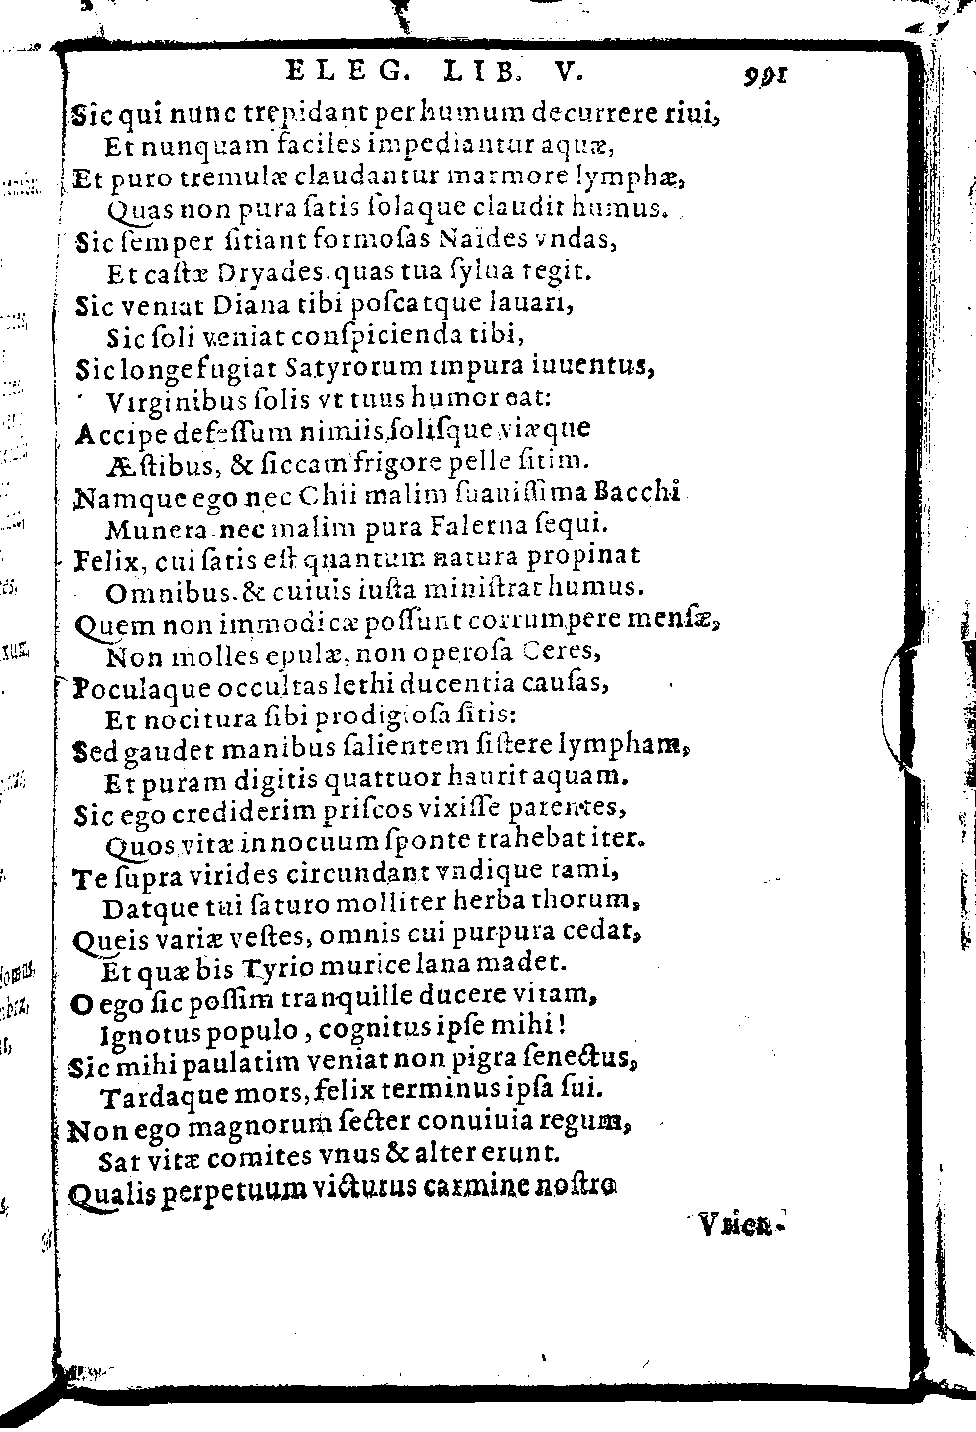 ELEG. LIB. V. 991
Sic qui nunc trepidant per humum decurrere riui,
Et nunquam faciles impediantur aquæ,
Et puro tremulæ claudantur marmore lymphæ,
Quas non pura ſatis ſolaque claudit humus.
Sic ſemper ſitiant formoſas Naïdes vndas,
Et caſtæ Dryades. quas tua ſylua tegit.
Sic veniat Diana tibi poſcatque lauari,
Sic ſoli veniat conſpicienda tibi,
Sic longe fugiat Satyrorum impura iuuentus,
Virginibus ſolis vt tuus humor eat:
Accipe defeſſum nimiis ſoliſque viæque
Æſtibus, & ſiccam frigore pelle ſitim.
Namque ego nec Chii malim ſuauiſſima Bacchi
Munera. nec malim pura Falerna ſequi.
Felix, cui ſatis eſt quantum natura propinat
Omnibus. & cuiuis iuſta miniſtrat humus.
Quem non immodicæ poſſunt corrumpere menſæ,
Non molles epulæ, non operoſa Ceres,
Poculaque occultas lethi ducentia cauſas,
Et nocitura ſibi prodigioſa ſitis:
Sed gaudet manibus ſalientem ſiſtere lympham,
Et puram digitis quattuor haurit aquam.
Sic ego crediderim priſcos vixiſſe parentes,
Quos vitæ innocuum ſponte trahebat iter.
Te ſupra virides circundant vndique rami,
Datque tui ſaturo molliter herba thorum,
Queis variæ veſtes, omnis cui purpura cedat,
Et quæ bis Tyrio murice lana madet.
O ego ſic poſſim tranquille ducere vitam,
Ignotus populo, cognitus ipſe mihi!
Sic mihi paulatim veniat non pigra ſenectus,
Tardaque mors, felix terminus ipſa ſui.
Non ego magnorum ſecter conuiuia regum,
Sat vitæ comites vnus & alter erunt.
Qualis perpetuum victurus carmine noſtro
Vnica-